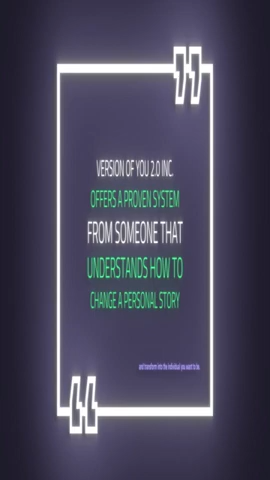 VERSION OF YOU 2.0 INC.
OFFERS A PROVEN SYSTEM
FROM SOMEONE THAT
UNDERSTANDS HOW TO
CHANGE A PERSONAL STORY
and transform into the individual you want to be.